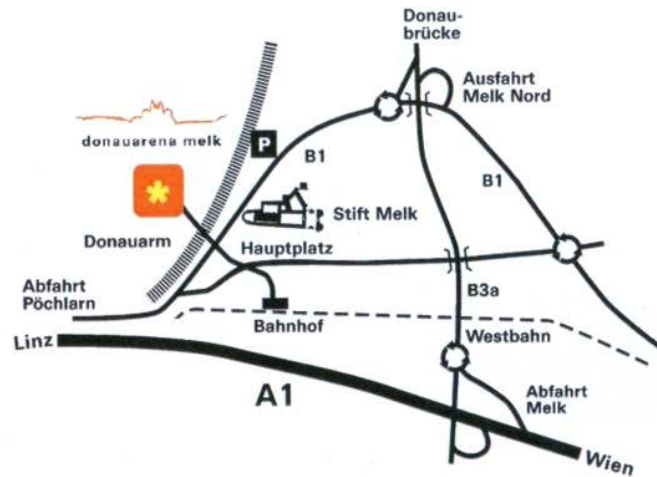 Donau-
brücke
Ausfahrt
Melk Nord
donauarena melk
P
B1
B1
Stift Melk
Donauarm
Hauptplatz
Abfahrt
Pöchlarn
B3a
Bahnhof
Westbahn
Linz
Abfahrt
Melk
A1
Wien